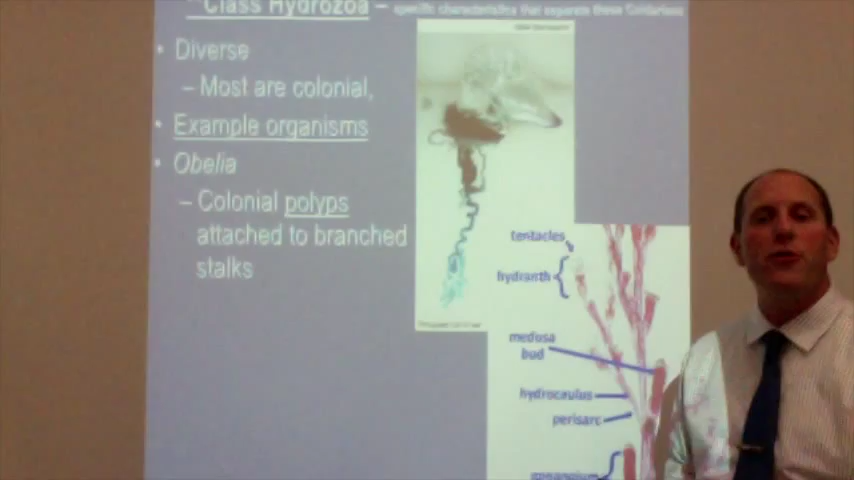 **Class Hydrozoa – specific characteristics that separate these Cnidarians
• Diverse
– Most are colonial,
• Example organisms
• Obelia
– Colonial polyps
attached to branched
stalks
tentacles
hydranth
medusa
bud
hydrocaulus
perisarc
gonangium